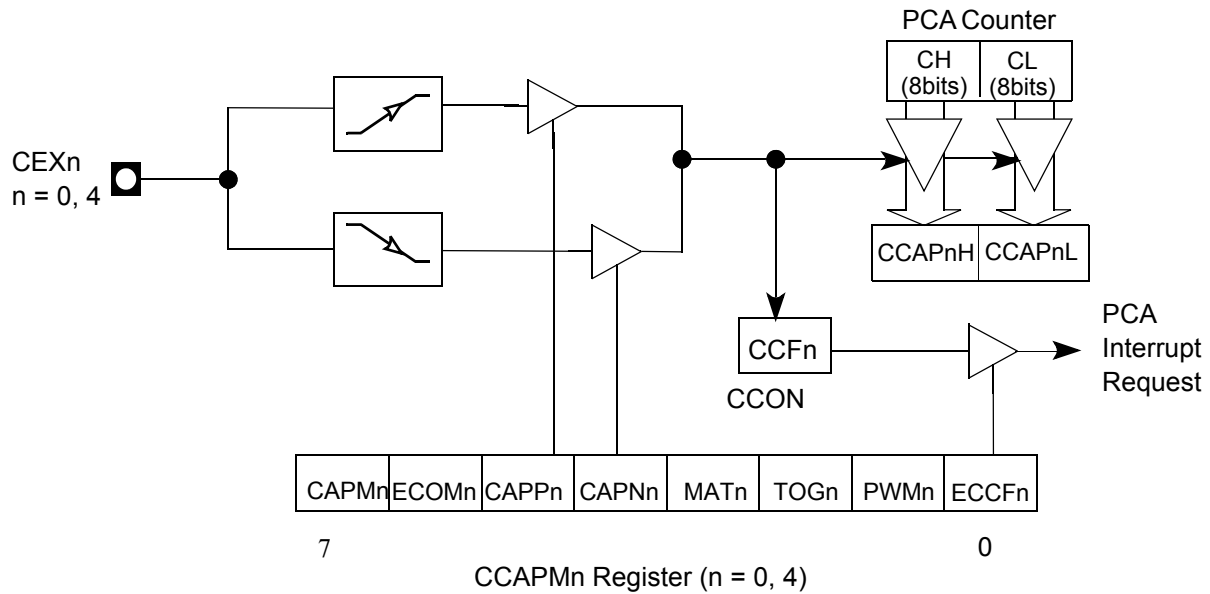 PCA Counter
CH
(8bits)
CL
(8bits)
CEXn
n = 0, 4
CCAPnH
CCAPnL
CCFn
CCON
PCA
Interrupt
Request
CAPMn
ECOMn
CAPPn
CAPNn
MATn
TOGn
PWMn
ECCFn
7
0
CCAPMn Register (n = 0, 4)